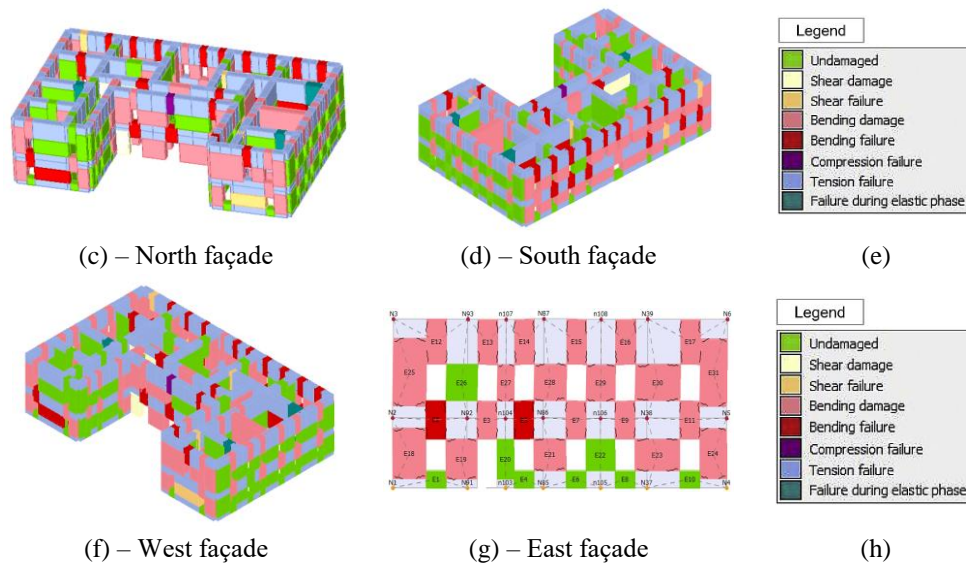 Legend
Undamaged
Shear damage
Shear failure
Bending damage
Bending failure
Compression failure
Tension failure
Failure during elastic phase
(c) – North façade
(d) – South façade
(e)
N3 N93 n107 N87 n108 N39 N6
E12 E13 E14 E15 E16 E17
E25 E26 E27 E28 E29 E30 E31
N2 N92 n104 N86 n106 N38 N5
E3 E7 E9 E11
E18 E19 E20 E21 E22 E23 E24
E1 E4 E6 E8 E10
N1 N91 n103 N85 n105 N37 N4
Legend
Undamaged
Shear damage
Shear failure
Bending damage
Bending failure
Compression failure
Tension failure
Failure during elastic phase
(f) – West façade
(g) – East façade
(h)